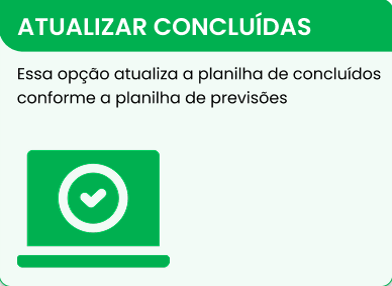 ATUALIZAR CONCLUÍDAS
Essa opção atualiza a planilha de concluídos
conforme a planilha de previsões